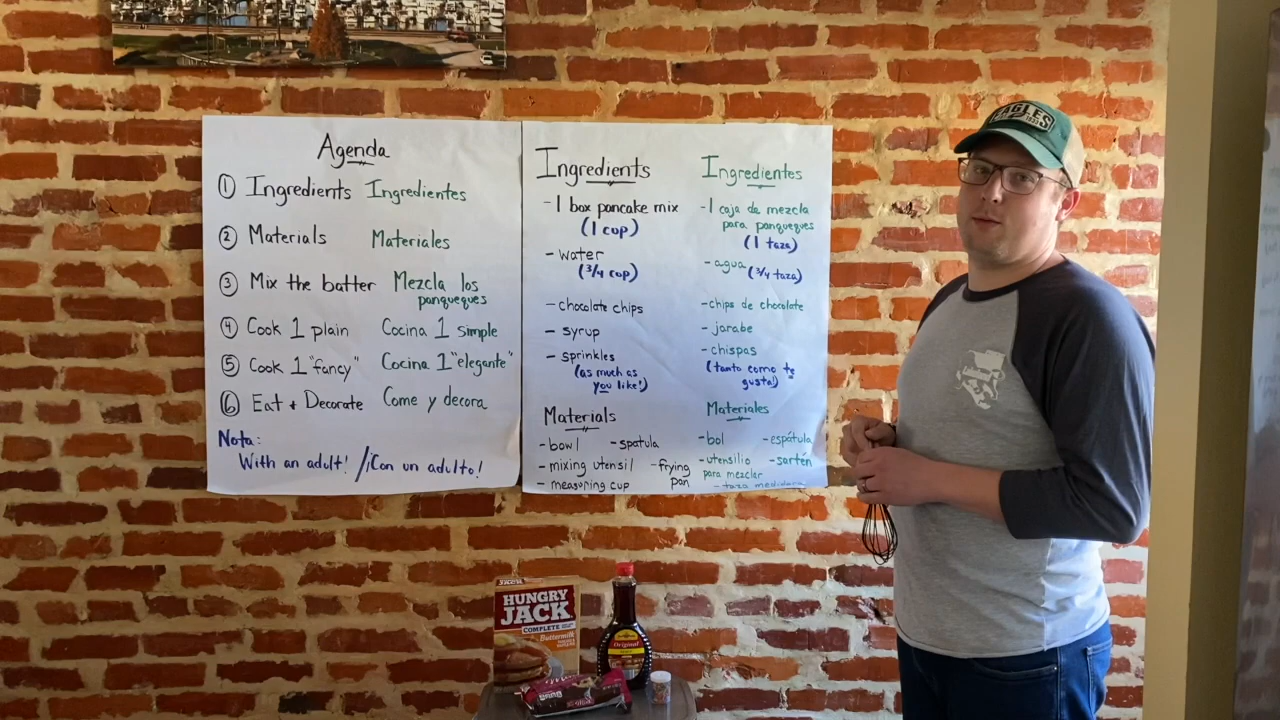 Agenda
① Ingredients Ingredientes
② Materials Materiales
③ Mix the batter Mezcla los
panqueques
④ Cook 1 plain Cocina 1 simple
⑤ Cook 1 "fancy" Cocina 1 "elegante"
⑥ Eat + Decorate Come y decora
Nota:
With an adult! / ¡Con un adulto!
Ingredients
- 1 box pancake mix
(1 cup)
- water
(3/4 cup)
- chocolate chips
- syrup
- sprinkles
(as much as
you like!)
Materials
- bowl - spatula
- mixing utensil - frying
pan
- measuring cup
Ingredientes
- 1 caja de mezcla
para panqueques
(1 taza)
- agua (3/4 taza)
- chips de chocolate
- jarabe
- chispas
(tanto como te
gusta!)
Materiales
- bol - espátula
- utensilio - sartén
para mezclar
- taza medidora
EAGLES
HUNGRY
JACK
COMPLETE
Buttermilk
Original